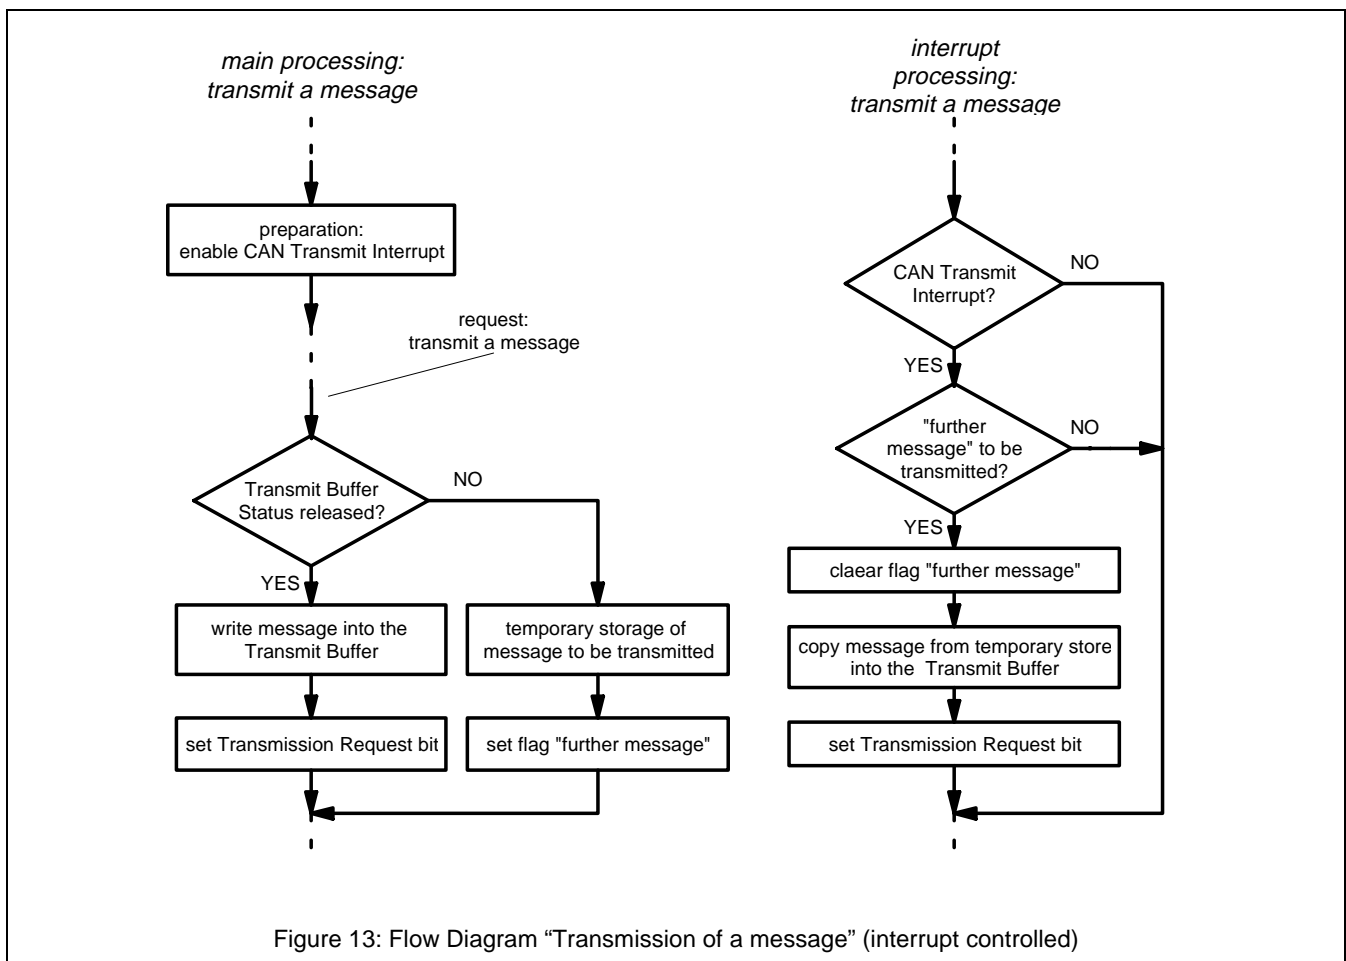 main processing:
transmit a message
preparation:
enable CAN Transmit Interrupt
request:
transmit a message
Transmit Buffer
Status released?
NO
YES
write message into the
Transmit Buffer
temporary storage of
message to be transmitted
set Transmission Request bit
set flag "further message"
interrupt
processing:
transmit a message
CAN Transmit
Interrupt?
NO
YES
"further
message" to be
transmitted?
NO
YES
claear flag "further message"
copy message from temporary store
into the Transmit Buffer
set Transmission Request bit
Figure 13: Flow Diagram “Transmission of a message” (interrupt controlled)